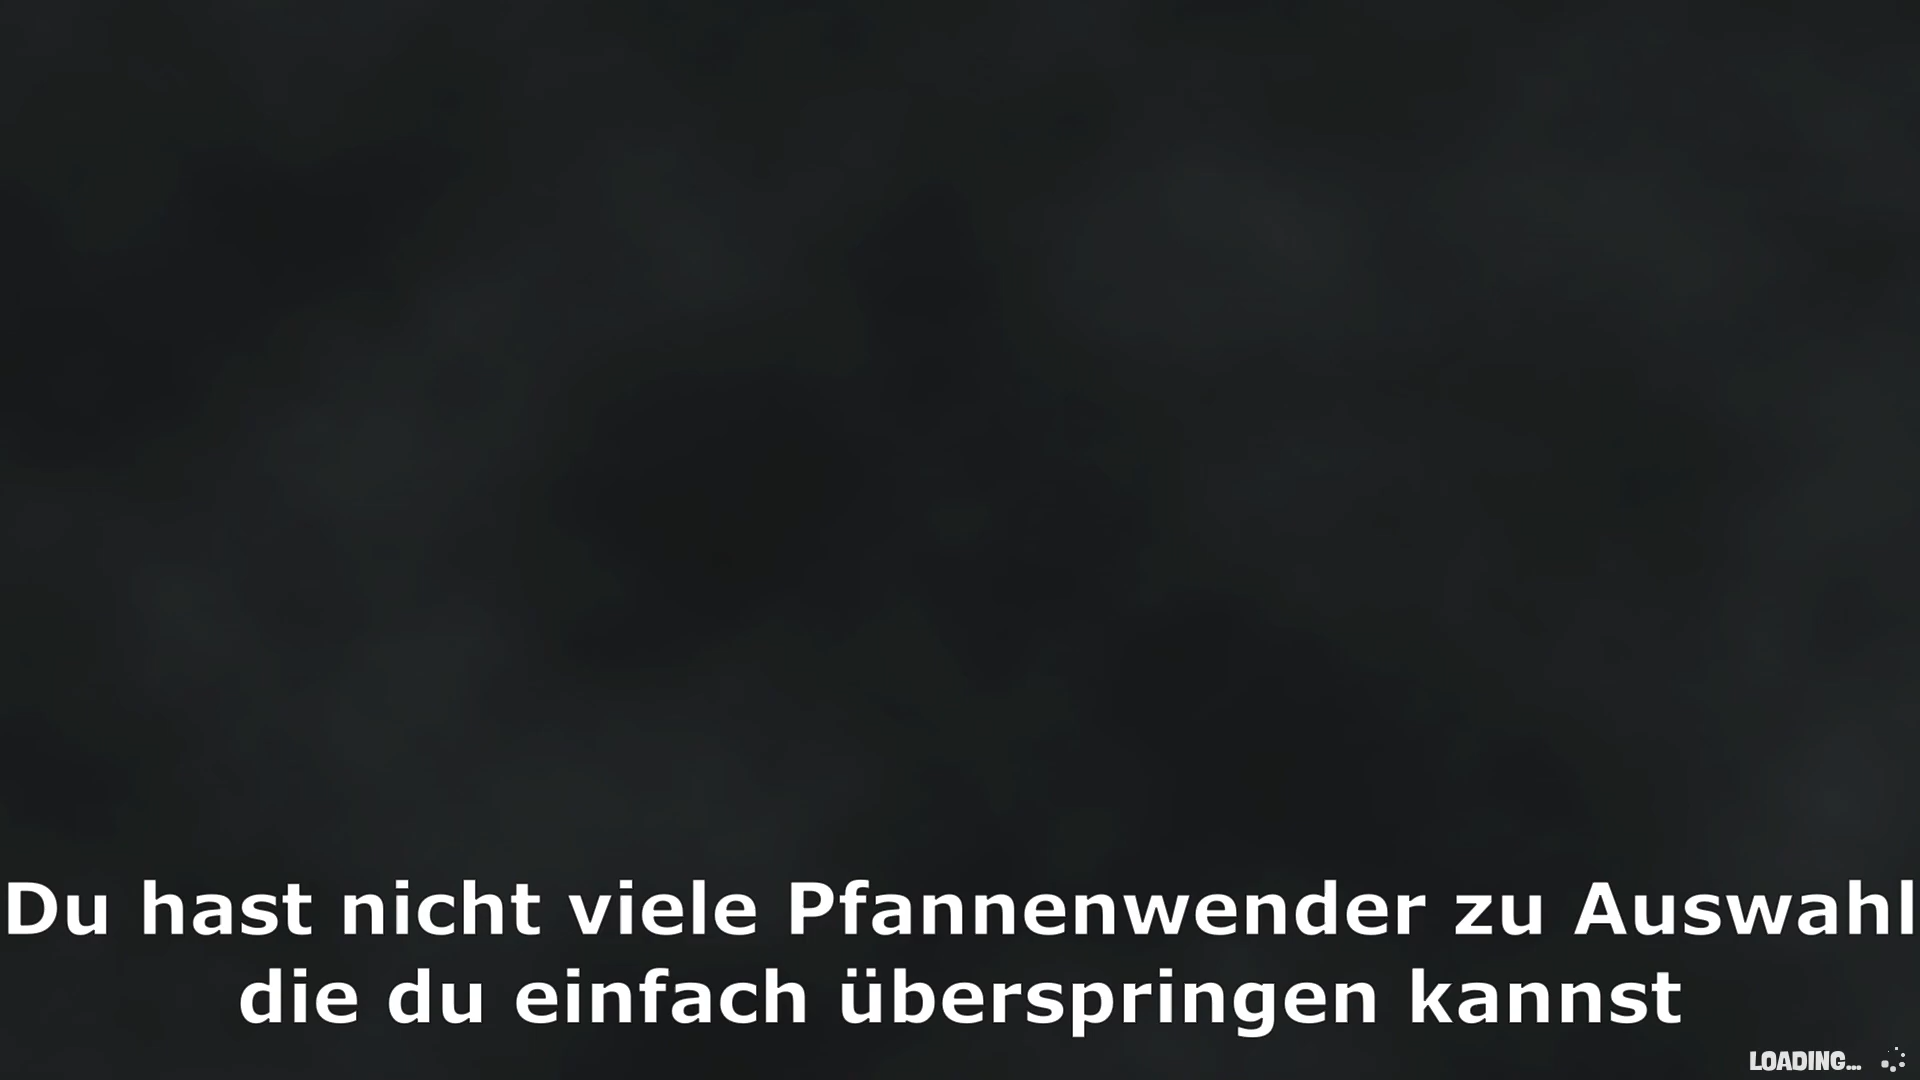 Du hast nicht viele Pfannenwender zu Auswahl
die du einfach überspringen kannst
LOADING...